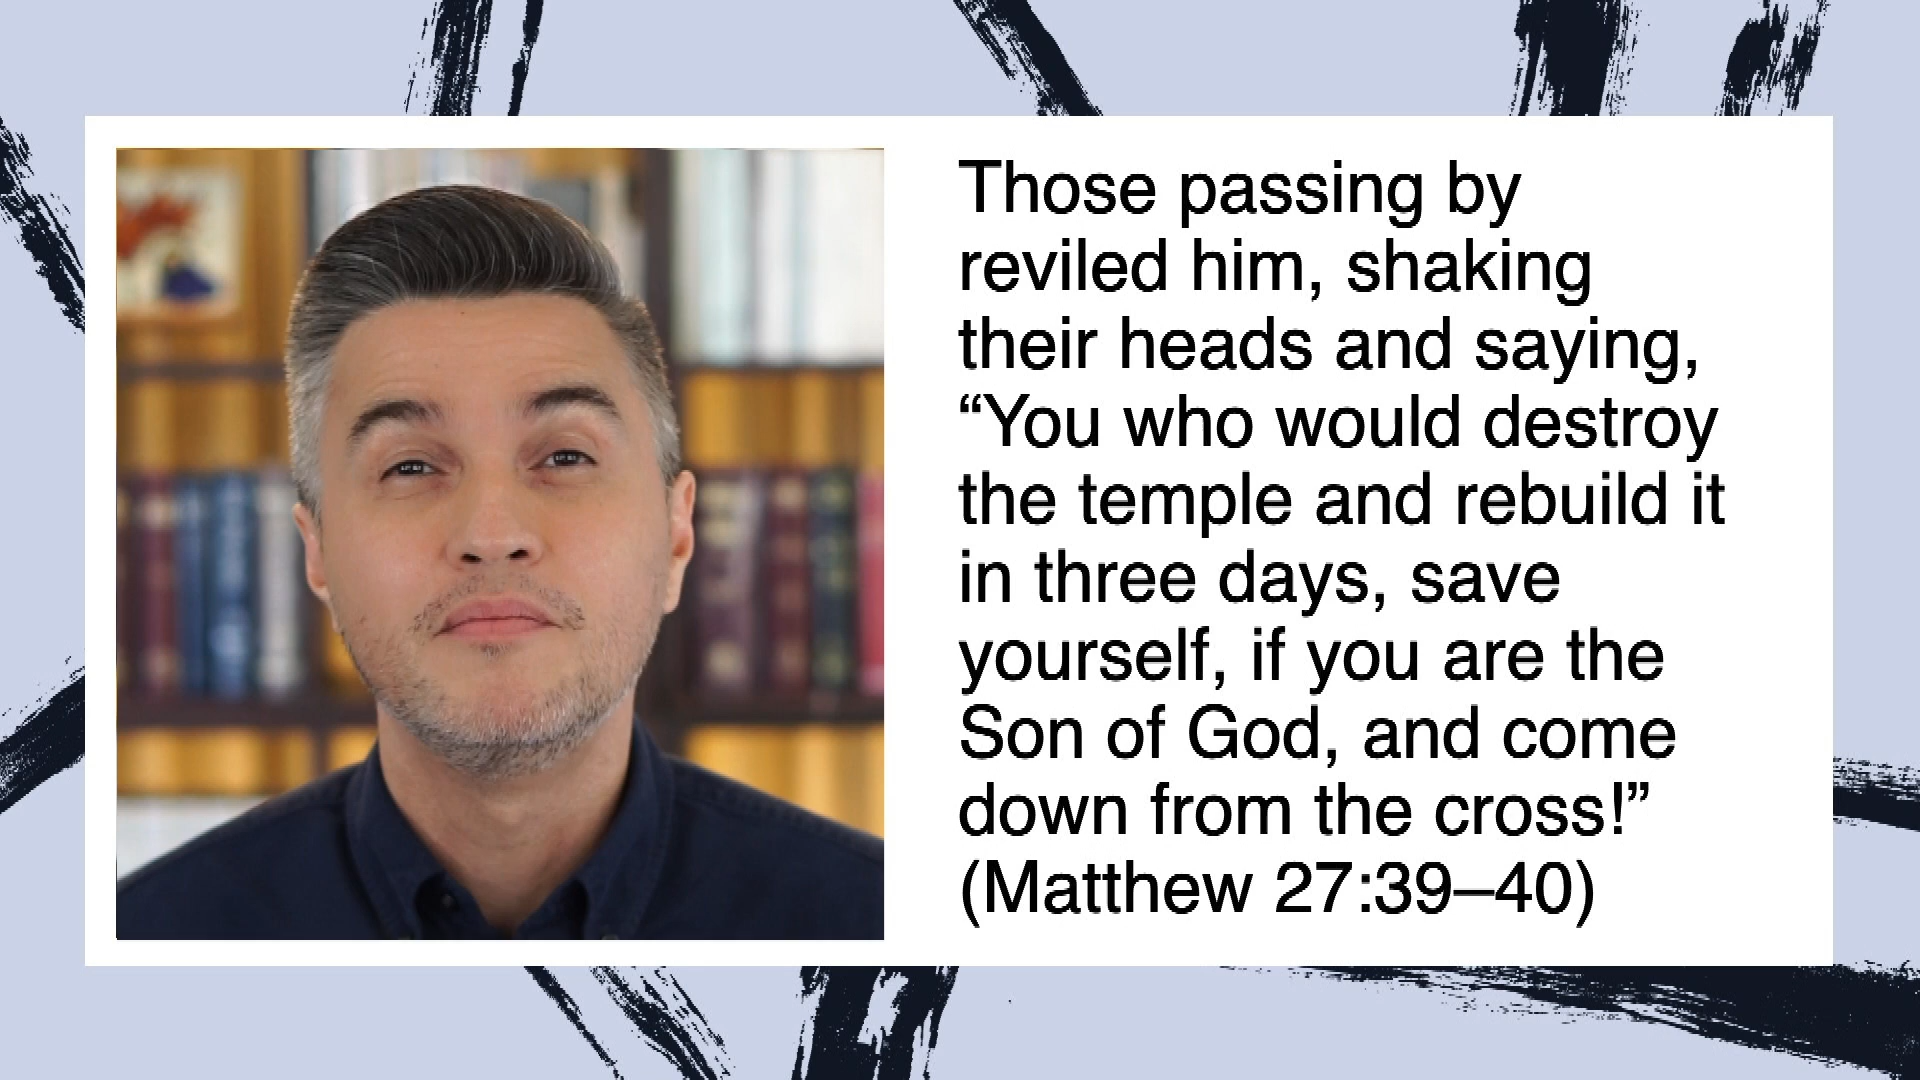 Those passing by
reviled him, shaking
their heads and saying,
“You who would destroy
the temple and rebuild it
in three days, save
yourself, if you are the
Son of God, and come
down from the cross!”
(Matthew 27:39–40)